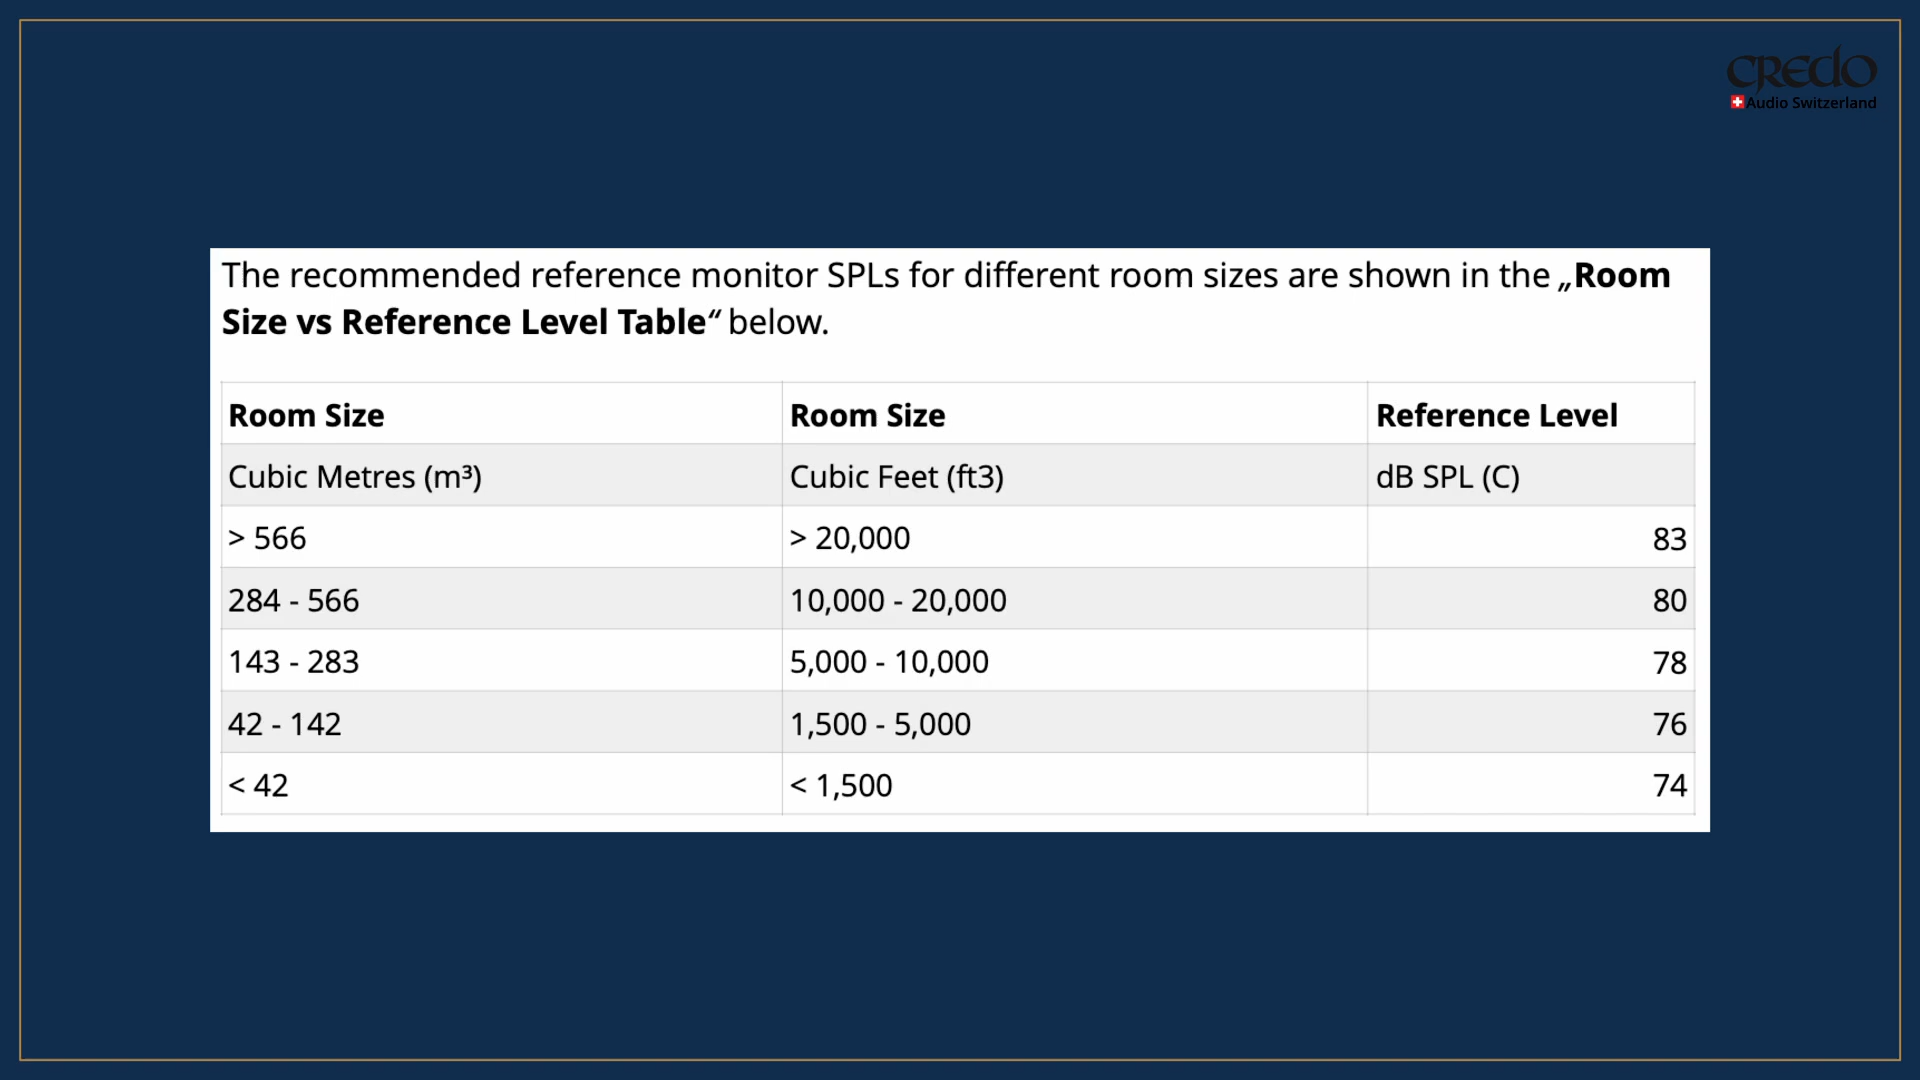 credo
Audio Switzerland
The recommended reference monitor SPLs for different room sizes are shown in the „Room
Size vs Reference Level Table“ below.
Room Size Room Size Reference Level
Cubic Metres (m³) Cubic Feet (ft3) dB SPL (C)
> 566 > 20,000 83
284 - 566 10,000 - 20,000 80
143 - 283 5,000 - 10,000 78
42 - 142 1,500 - 5,000 76
< 42 < 1,500 74